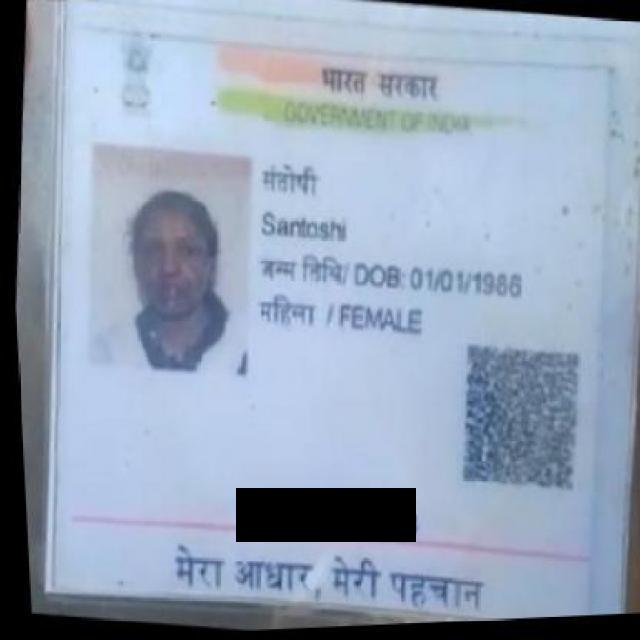 भारत सरकार
GOVERNMENT OF INDIA
संतोषी
Santoshi
जन्म तिथि/ DOB: 01/01/1986
महिला / FEMALE
मेरा आधार, मेरी पहचान